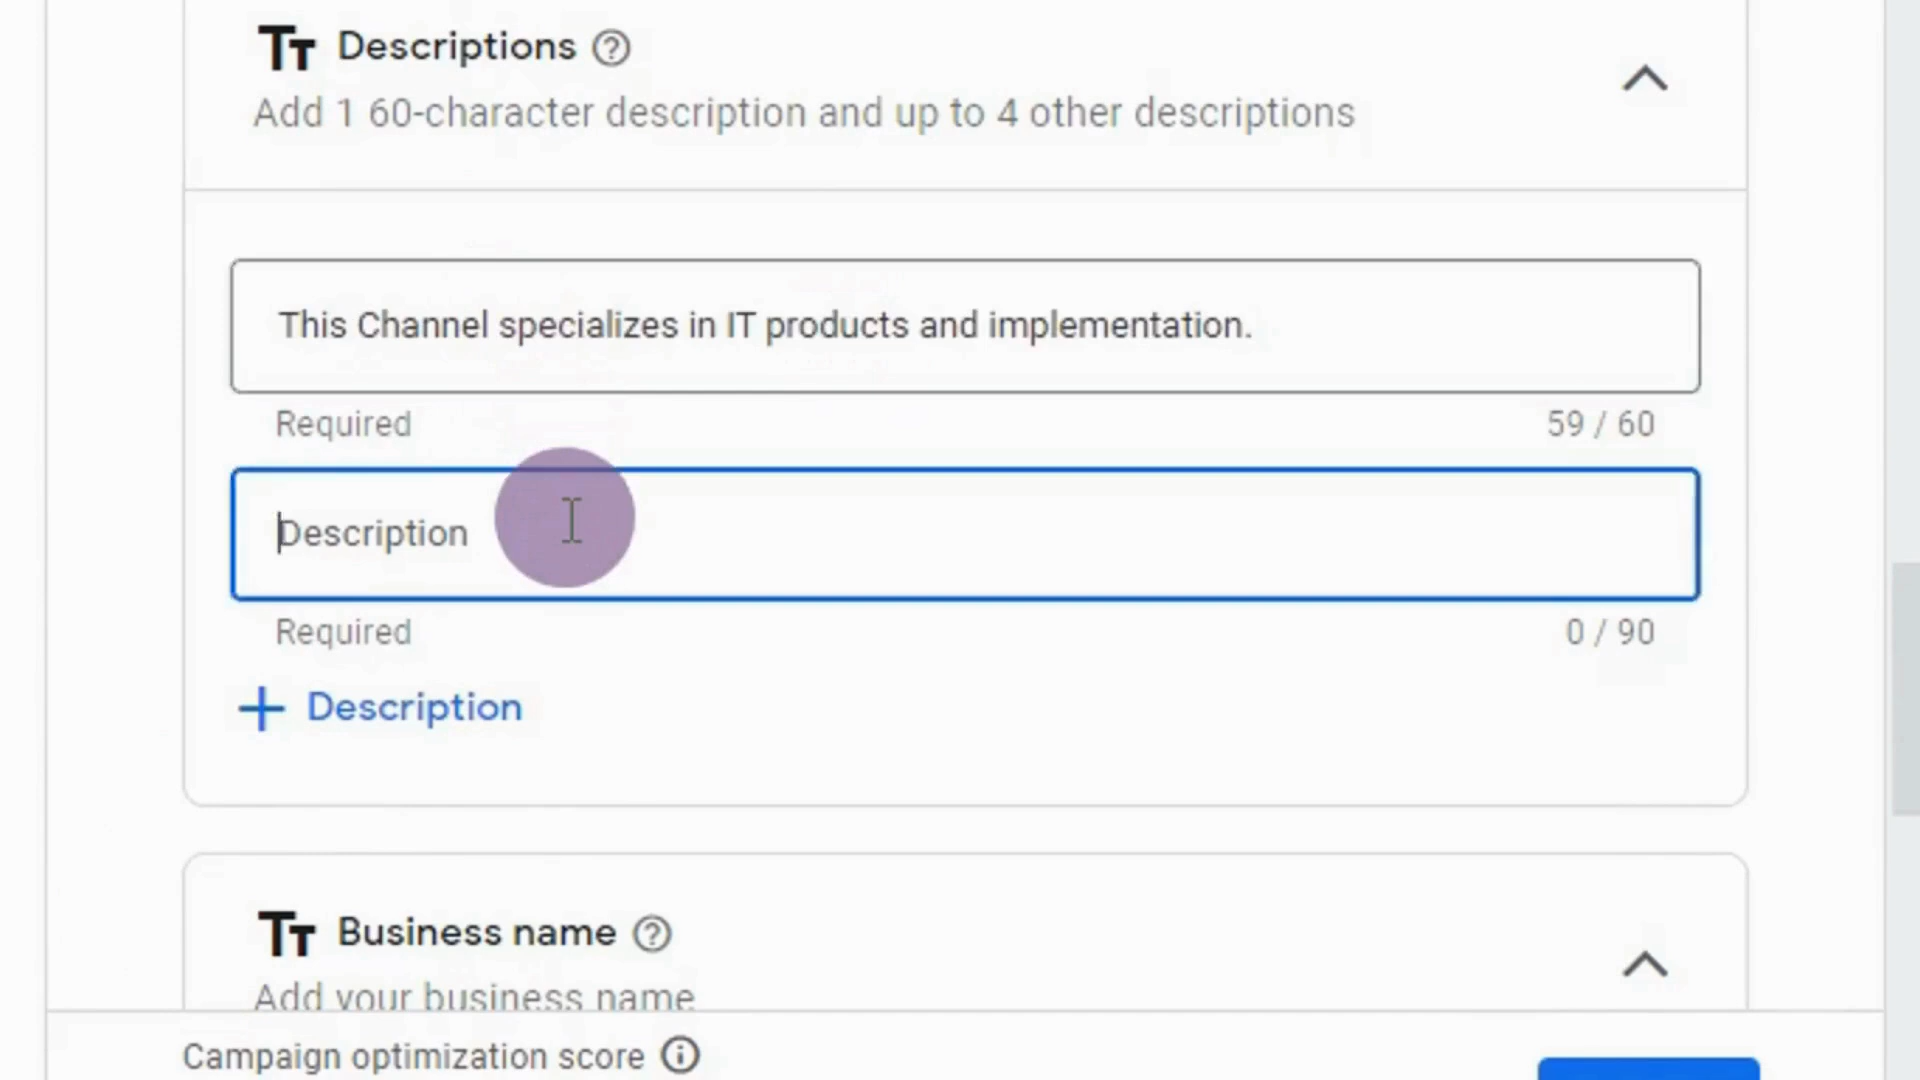 Descriptions
Add 1 60-character description and up to 4 other descriptions
This Channel specializes in IT products and implementation.
Required 59 / 60
Description
Required 0 / 90
+ Description
Business name
Add your business name
Campaign optimization score